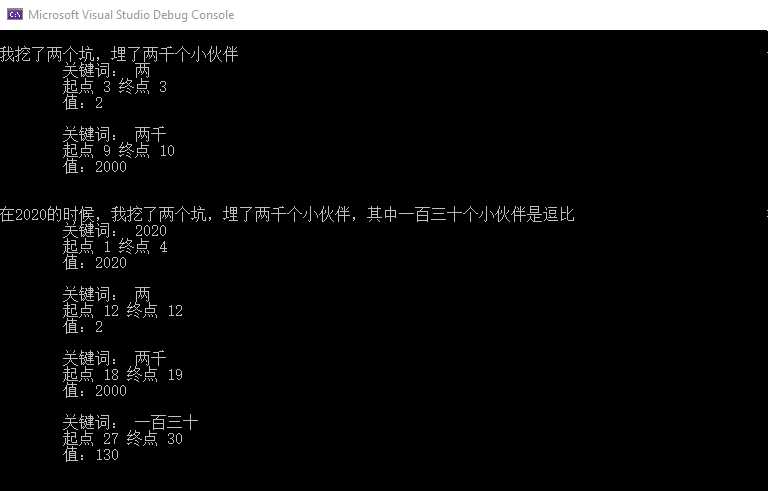 Microsoft Visual Studio Debug Console
我挖了两个坑，埋了两千个小伙伴
关键词： 两
起点 3 终点 3
值：2
关键词： 两千
起点 9 终点 10
值：2000
在2020的时候，我挖了两个坑，埋了两千个小伙伴，其中一百三十个小伙伴是逗比
关键词： 2020
起点 1 终点 4
值：2020
关键词： 两
起点 12 终点 12
值：2
关键词： 两千
起点 18 终点 19
值：2000
关键词： 一百三十
起点 27 终点 30
值：130